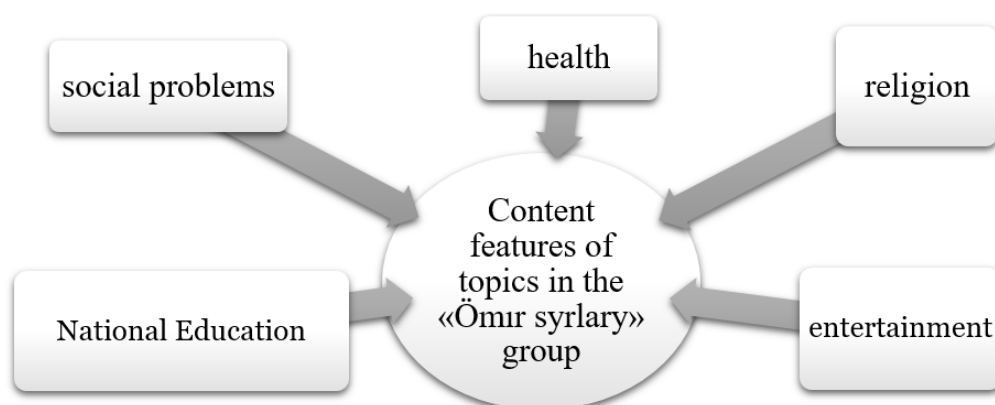 social problems
health
religion
Content
features of
topics in the
«Ömır syrlary»
group
National Education
entertainment